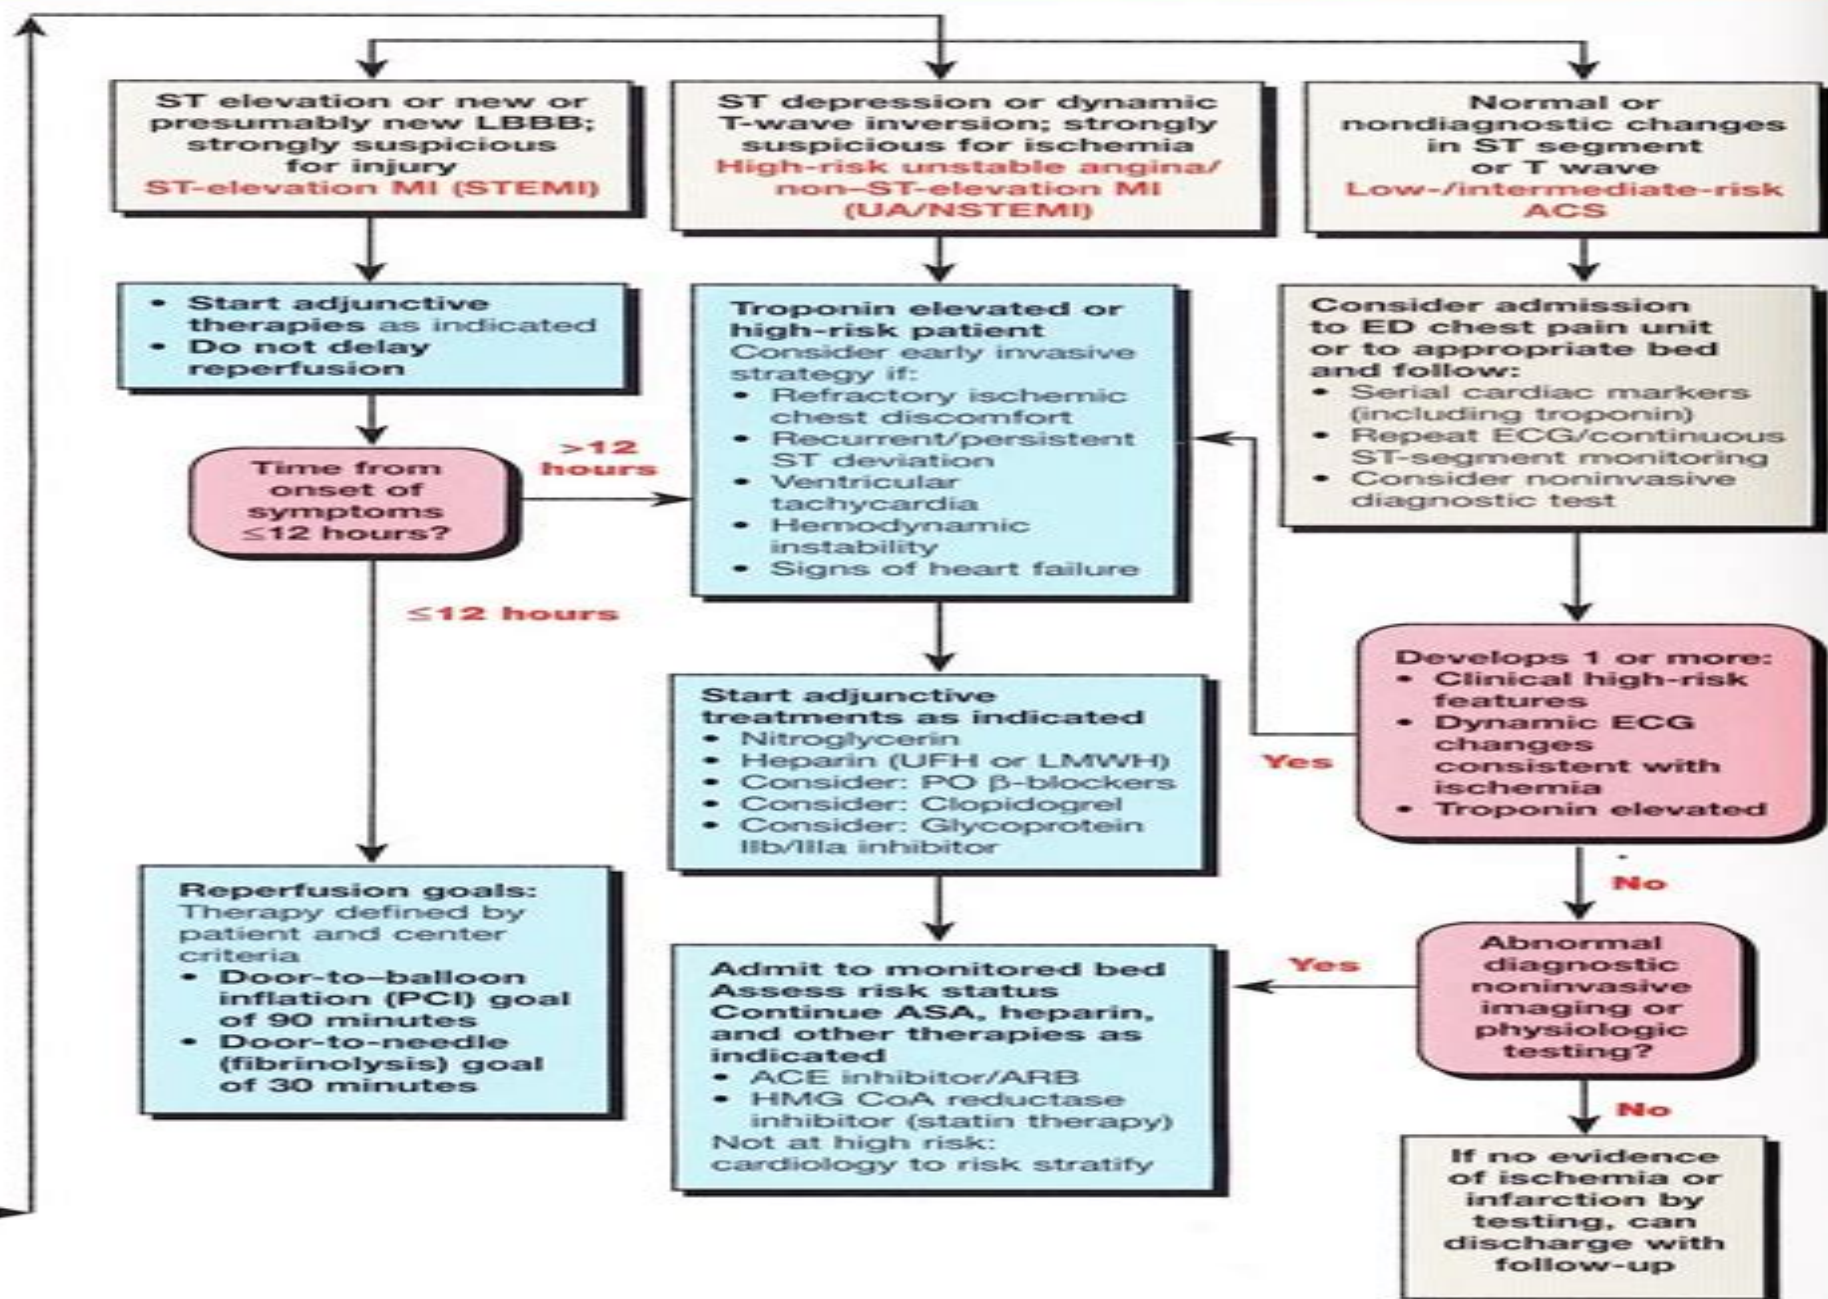 ST elevation or new or
presumably new LBBB;
strongly suspicious
for injury
ST-elevation MI (STEMI)
ST depression or dynamic
T-wave inversion; strongly
suspicious for ischemia
High-risk unstable angina/
non–ST-elevation MI
(UA/NSTEMI)
Normal or
nondiagnostic changes
in ST segment
or T wave
Low-/intermediate-risk
ACS
• Start adjunctive
therapies as indicated
• Do not delay
reperfusion
Troponin elevated or
high-risk patient
Consider early invasive
strategy if:
• Refractory ischemic
chest discomfort
• Recurrent/persistent
ST deviation
• Ventricular
tachycardia
• Hemodynamic
instability
• Signs of heart failure
Consider admission
to ED chest pain unit
or to appropriate bed
and follow:
• Serial cardiac markers
(including troponin)
• Repeat ECG/continuous
ST-segment monitoring
• Consider noninvasive
diagnostic test
Time from
onset of
symptoms
≤12 hours?
>12
hours
≤12 hours
Develops 1 or more:
• Clinical high-risk
features
• Dynamic ECG
changes
consistent with
ischemia
• Troponin elevated
Yes
No
Start adjunctive
treatments as indicated
• Nitroglycerin
• Heparin (UFH or LMWH)
• Consider: PO β-blockers
• Consider: Clopidogrel
• Consider: Glycoprotein
IIb/IIIa inhibitor
Reperfusion goals:
Therapy defined by
patient and center
criteria
• Door-to–balloon
inflation (PCI) goal
of 90 minutes
• Door-to-needle
(fibrinolysis) goal
of 30 minutes
Admit to monitored bed
Assess risk status
Continue ASA, heparin,
and other therapies as
indicated
• ACE inhibitor/ARB
• HMG CoA reductase
inhibitor (statin therapy)
Not at high risk:
cardiology to risk stratify
Yes
Abnormal
diagnostic
noninvasive
imaging or
physiologic
testing?
No
If no evidence
of ischemia or
infarction by
testing, can
discharge with
follow-up